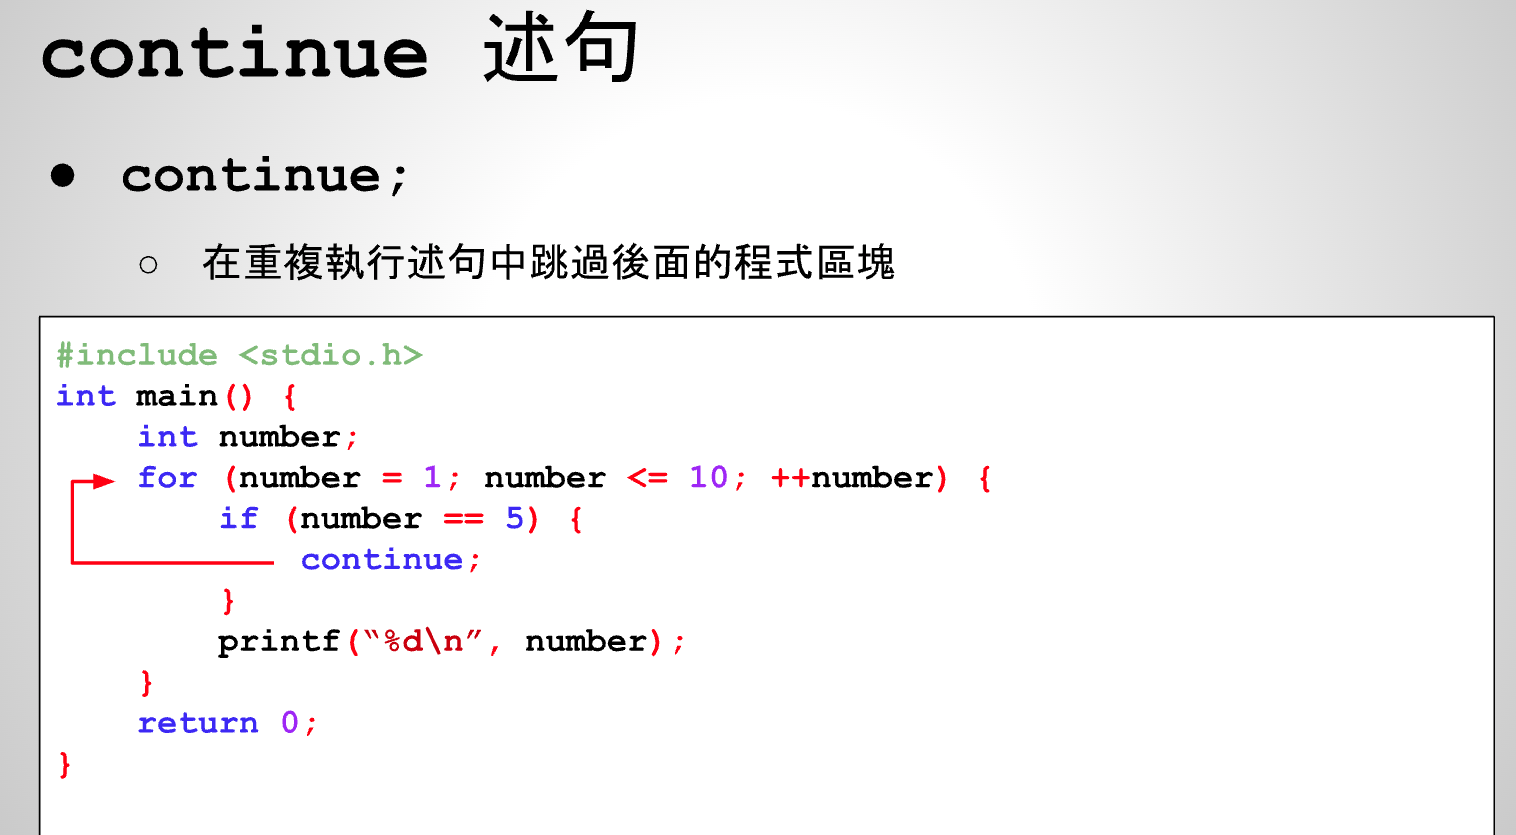 continue 述句
● continue;
○ 在重複執行述句中跳過後面的程式區塊
#include <stdio.h>
int main() {
    int number;
    for (number = 1; number <= 10; ++number) {
        if (number == 5) {
            continue;
        }
        printf(“%d\n”, number);
    }
    return 0;
}